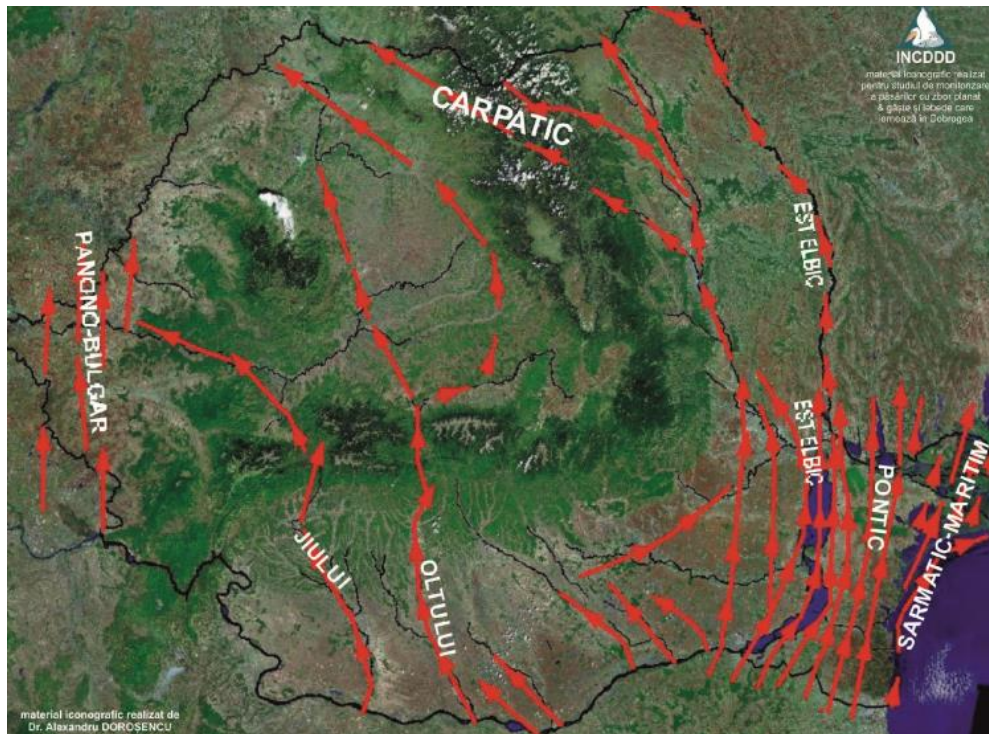 INCDDD
material iconografic realizat
pentru studiul de monitorizare
a păsărilor cu zbor planat
& gâște și lebede care
iernează în Dobrogea
CARPATIC
EST ELBIC
PANONO-BULGAR
EST ELBIC
PONTIC
SARMATIC-MARITIM
JIULUI
OLTULUI
material iconografic realizat de
Dr. Alexandru DOROȘENCU